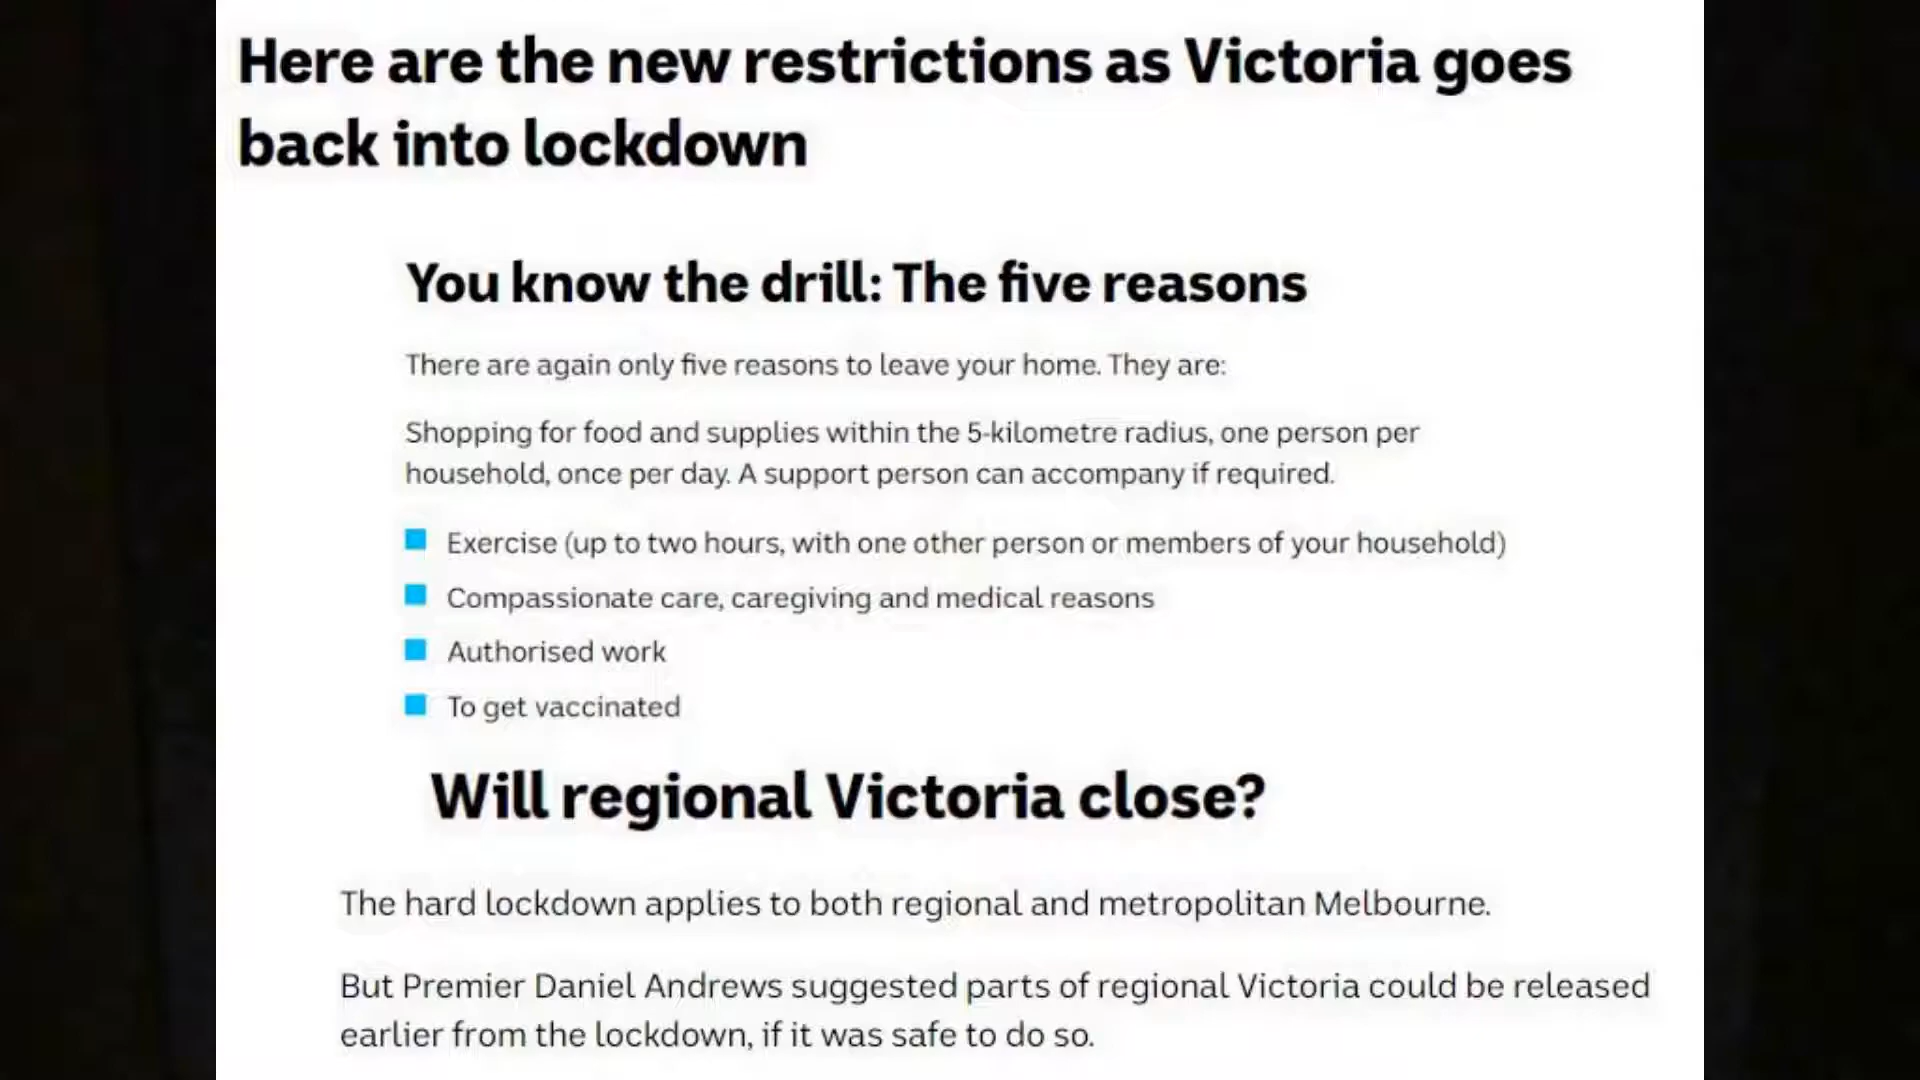 Here are the new restrictions as Victoria goes
back into lockdown
You know the drill: The five reasons
There are again only five reasons to leave your home. They are:
Shopping for food and supplies within the 5-kilometre radius, one person per
household, once per day. A support person can accompany if required.
Exercise (up to two hours, with one other person or members of your household)
Compassionate care, caregiving and medical reasons
Authorised work
To get vaccinated
Will regional Victoria close?
The hard lockdown applies to both regional and metropolitan Melbourne.
But Premier Daniel Andrews suggested parts of regional Victoria could be released
earlier from the lockdown, if it was safe to do so.